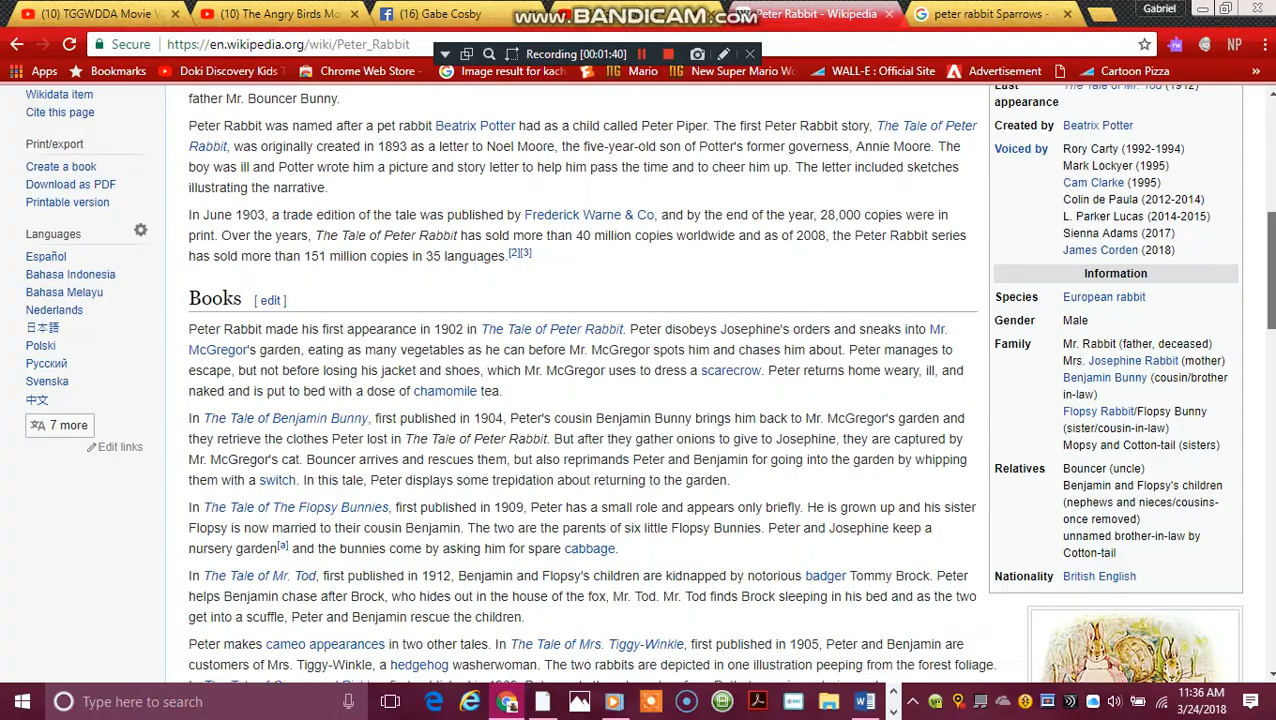 (10) TGGWDDA Movie
(10) The Angry Birds Mo
(16) Gabe Cosby
www.BANDICAM.com
Peter Rabbit - Wikipedia
peter rabbit Sparrows -
Gabriel
Secure
https://en.wikipedia.org/wiki/Peter_Rabbit
Recording [00:01:40]
NP
Apps
Bookmarks
Doki Discovery Kids
Chrome Web Store -
Image result for kach
Mario
New Super Mario Wo
WALL-E : Official Site
Advertisement
Cartoon Pizza
»
Wikidata item
Cite this page
Print/export
Create a book
Download as PDF
Printable version
Languages
Español
Bahasa Indonesia
Bahasa Melayu
Nederlands
日本語
Polski
Русский
Svenska
中文
7 more
Edit links
father Mr. Bouncer Bunny.
Peter Rabbit was named after a pet rabbit Beatrix Potter had as a child called Peter Piper. The first Peter Rabbit story, The Tale of Peter
Rabbit, was originally created in 1893 as a letter to Noel Moore, the five-year-old son of Potter's former governess, Annie Moore. The
boy was ill and Potter wrote him a picture and story letter to help him pass the time and to cheer him up. The letter included sketches
illustrating the narrative.
In June 1903, a trade edition of the tale was published by Frederick Warne & Co, and by the end of the year, 28,000 copies were in
print. Over the years, The Tale of Peter Rabbit has sold more than 40 million copies worldwide and as of 2008, the Peter Rabbit series
has sold more than 151 million copies in 35 languages.[2][3]
Books [ edit ]
Peter Rabbit made his first appearance in 1902 in The Tale of Peter Rabbit. Peter disobeys Josephine's orders and sneaks into Mr.
McGregor's garden, eating as many vegetables as he can before Mr. McGregor spots him and chases him about. Peter manages to
escape, but not before losing his jacket and shoes, which Mr. McGregor uses to dress a scarecrow. Peter returns home weary, ill, and
naked and is put to bed with a dose of chamomile tea.
In The Tale of Benjamin Bunny, first published in 1904, Peter's cousin Benjamin Bunny brings him back to Mr. McGregor's garden and
they retrieve the clothes Peter lost in The Tale of Peter Rabbit. But after they gather onions to give to Josephine, they are captured by
Mr. McGregor's cat. Bouncer arrives and rescues them, but also reprimands Peter and Benjamin for going into the garden by whipping
them with a switch. In this tale, Peter displays some trepidation about returning to the garden.
In The Tale of The Flopsy Bunnies, first published in 1909, Peter has a small role and appears only briefly. He is grown up and his sister
Flopsy is now married to their cousin Benjamin. The two are the parents of six little Flopsy Bunnies. Peter and Josephine keep a
nursery garden[a] and the bunnies come by asking him for spare cabbage.
In The Tale of Mr. Tod, first published in 1912, Benjamin and Flopsy's children are kidnapped by notorious badger Tommy Brock. Peter
helps Benjamin chase after Brock, who hides out in the house of the fox, Mr. Tod. Mr. Tod finds Brock sleeping in his bed and as the two
get into a scuffle, Peter and Benjamin rescue the children.
Peter makes cameo appearances in two other tales. In The Tale of Mrs. Tiggy-Winkle, first published in 1905, Peter and Benjamin are
customers of Mrs. Tiggy-Winkle, a hedgehog washerwoman. The two rabbits are depicted in one illustration peeping from the forest foliage.
Last The Tale of Mr. Tod (1912)
appearance
Created by Beatrix Potter
Voiced by Rory Carty (1992-1994)
Mark Lockyer (1995)
Cam Clarke (1995)
Colin de Paula (2012-2014)
L. Parker Lucas (2014-2015)
Sienna Adams (2017)
James Corden (2018)
Information
Species European rabbit
Gender Male
Family Mr. Rabbit (father, deceased)
Mrs. Josephine Rabbit (mother)
Benjamin Bunny (cousin/brother
in-law)
Flopsy Rabbit/Flopsy Bunny
(sister/cousin-in-law)
Mopsy and Cotton-tail (sisters)
Relatives Bouncer (uncle)
Benjamin and Flopsy's children
(nephews and nieces/cousins-
once removed)
unnamed brother-in-law by
Cotton-tail
Nationality British English
Type here to search
11:36 AM
3/24/2018